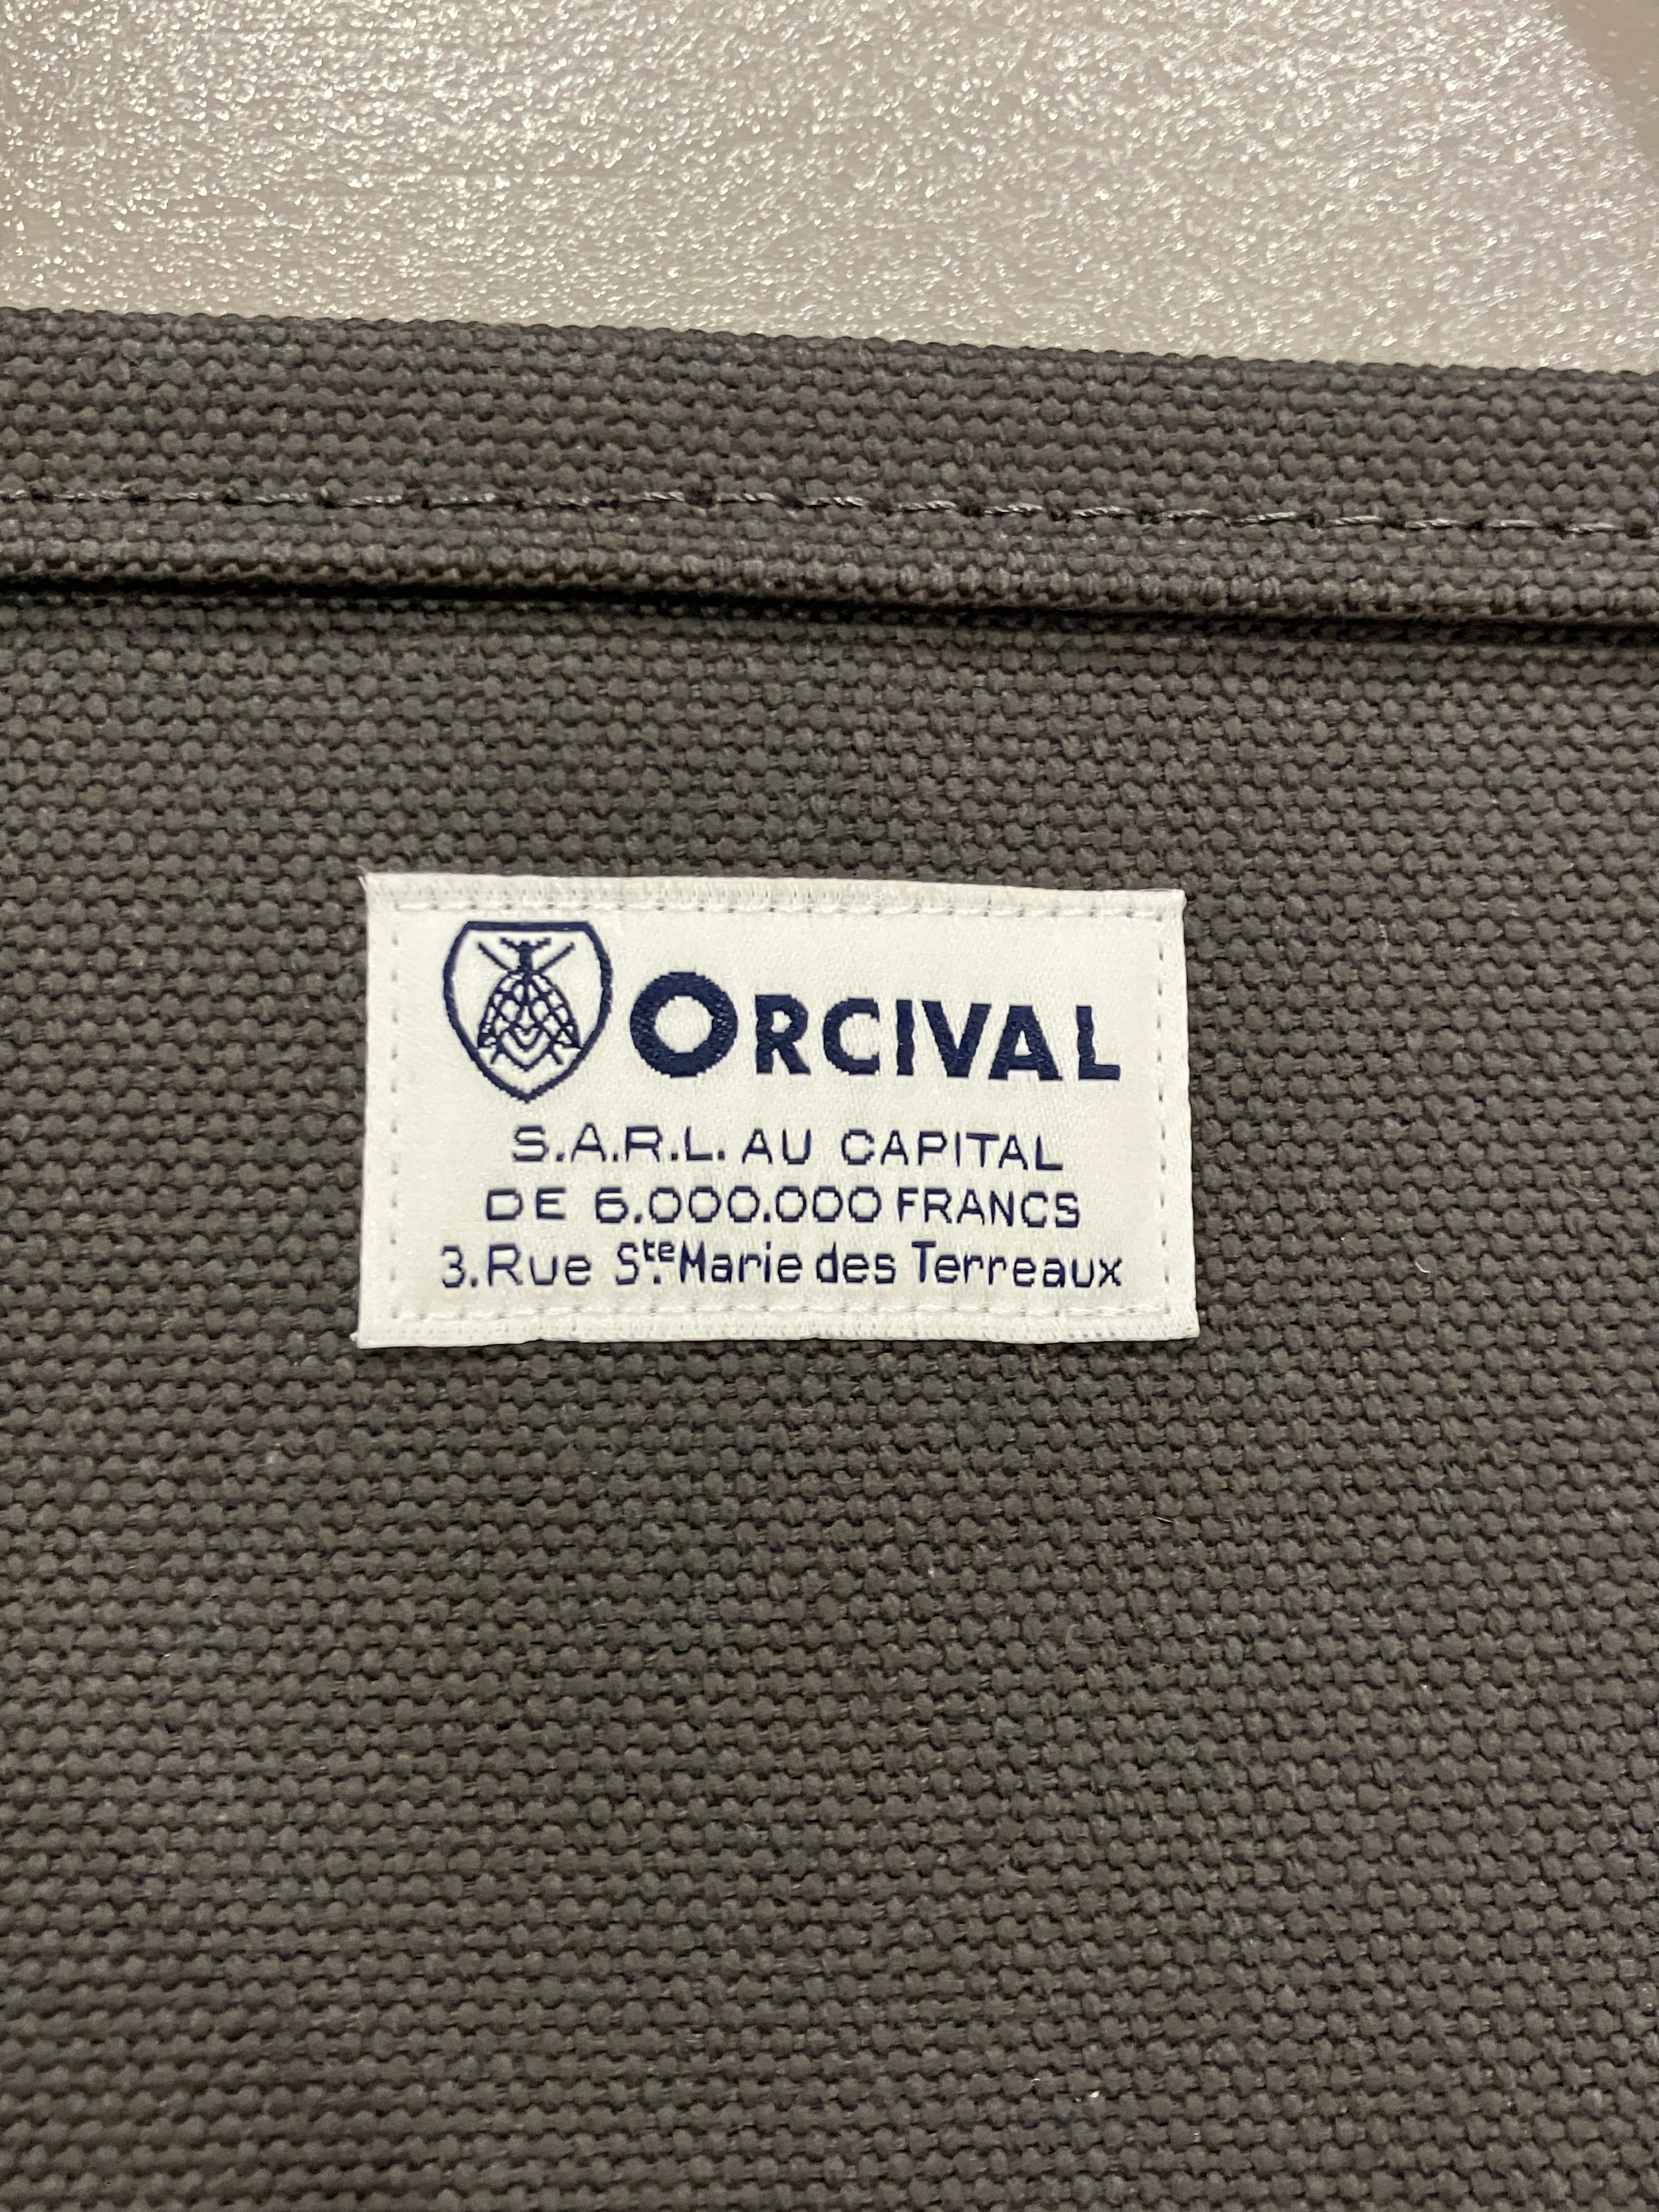 ORCIVAL
S.A.R.L. AU CAPITAL
DE 6.000.000 FRANCS
3.Rue Ste Marie des Terreaux